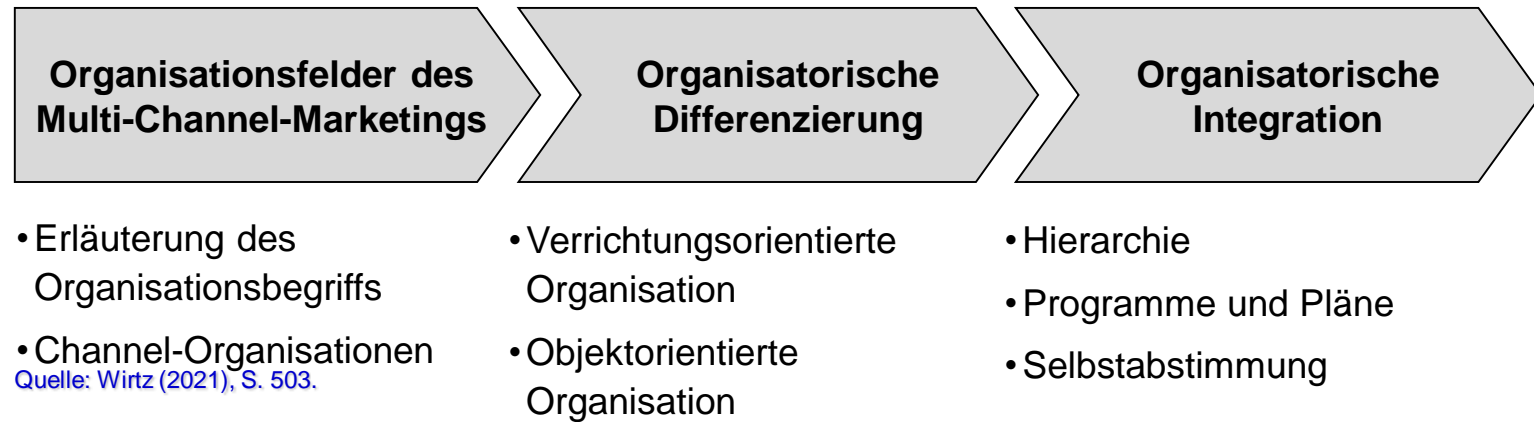 Organisationsfelder des
Multi-Channel-Marketings
Organisatorische
Differenzierung
Organisatorische
Integration
• Erläuterung des
Organisationsbegriffs
• Channel-Organisationen
Quelle: Wirtz (2021), S. 503.
• Verrichtungsorientierte
Organisation
• Objektorientierte
Organisation
• Hierarchie
• Programme und Pläne
• Selbstabstimmung